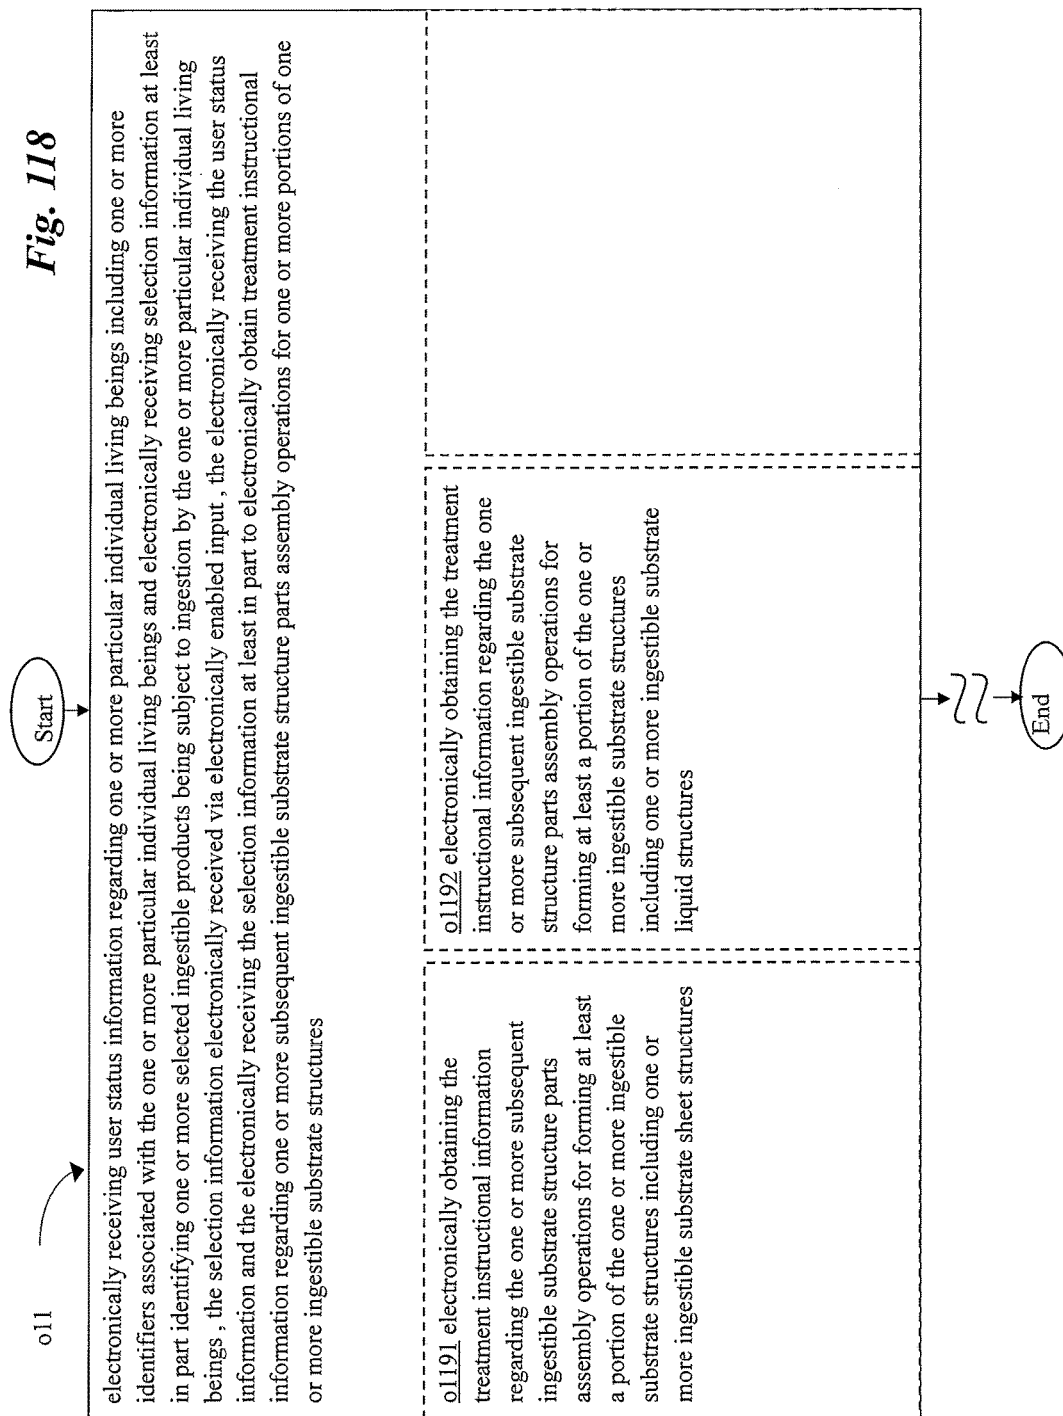 Fig. 118
Start
o11
electronically receiving user status information regarding one or more particular individual living beings including one or more
identifiers associated with the one or more particular individual living beings and electronically receiving selection information at least
in part identifying one or more selected ingestible products being subject to ingestion by the one or more particular individual living
beings , the selection information electronically received via electronically enabled input , the electronically receiving the user status
information and the electronically receiving the selection information at least in part to electronically obtain treatment instructional
information regarding one or more subsequent ingestible substrate structure parts assembly operations for one or more portions of one
or more ingestible substrate structures
o1191 electronically obtaining the
treatment instructional information
regarding the one or more subsequent
ingestible substrate structure parts
assembly operations for forming at least
a portion of the one or more ingestible
substrate structures including one or
more ingestible substrate sheet structures
o1192 electronically obtaining the treatment
instructional information regarding the one
or more subsequent ingestible substrate
structure parts assembly operations for
forming at least a portion of the one or
more ingestible substrate structures
including one or more ingestible substrate
liquid structures
End